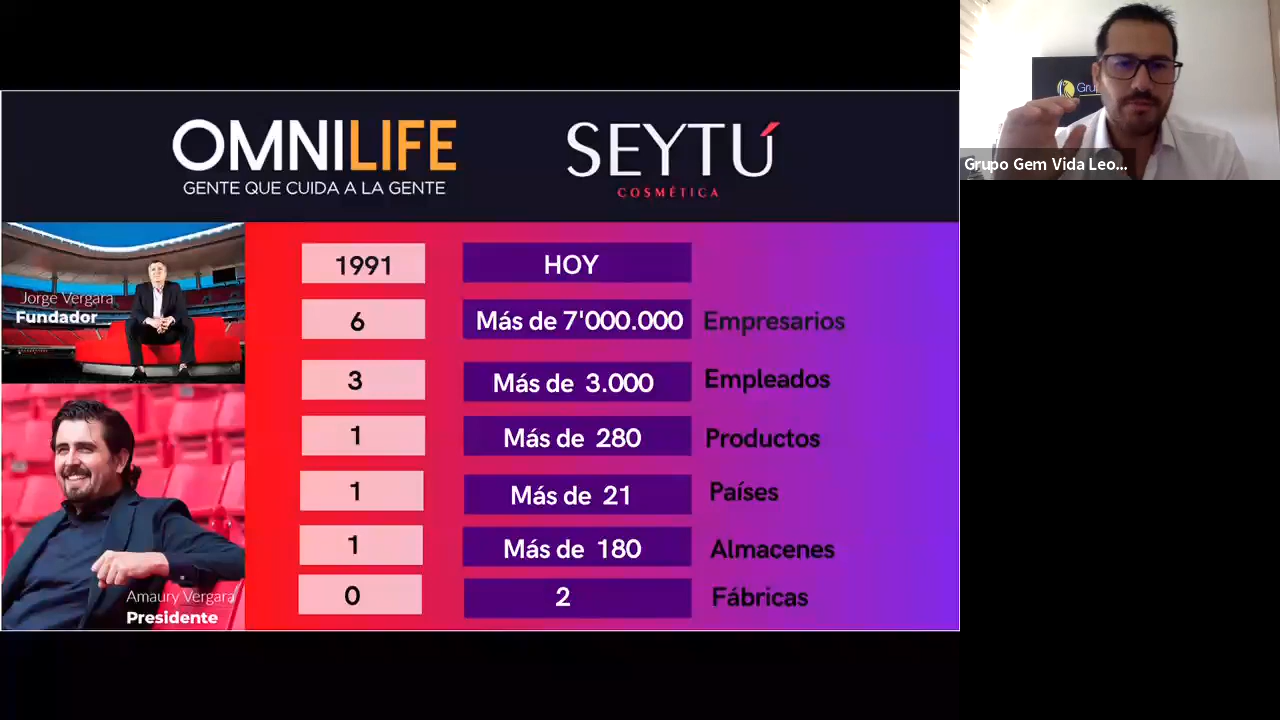 OMNILIFE
GENTE QUE CUIDA A LA GENTE
SEYTÚ
COSMÉTICA
Jorge Vergara
Fundador
Amaury Vergara
Presidente
1991 HOY
6 Más de 7'000.000 Empresarios
3 Más de 3.000 Empleados
1 Más de 280 Productos
1 Más de 21 Países
1 Más de 180 Almacenes
0 2 Fábricas
Grupo Gem Vida Leo...